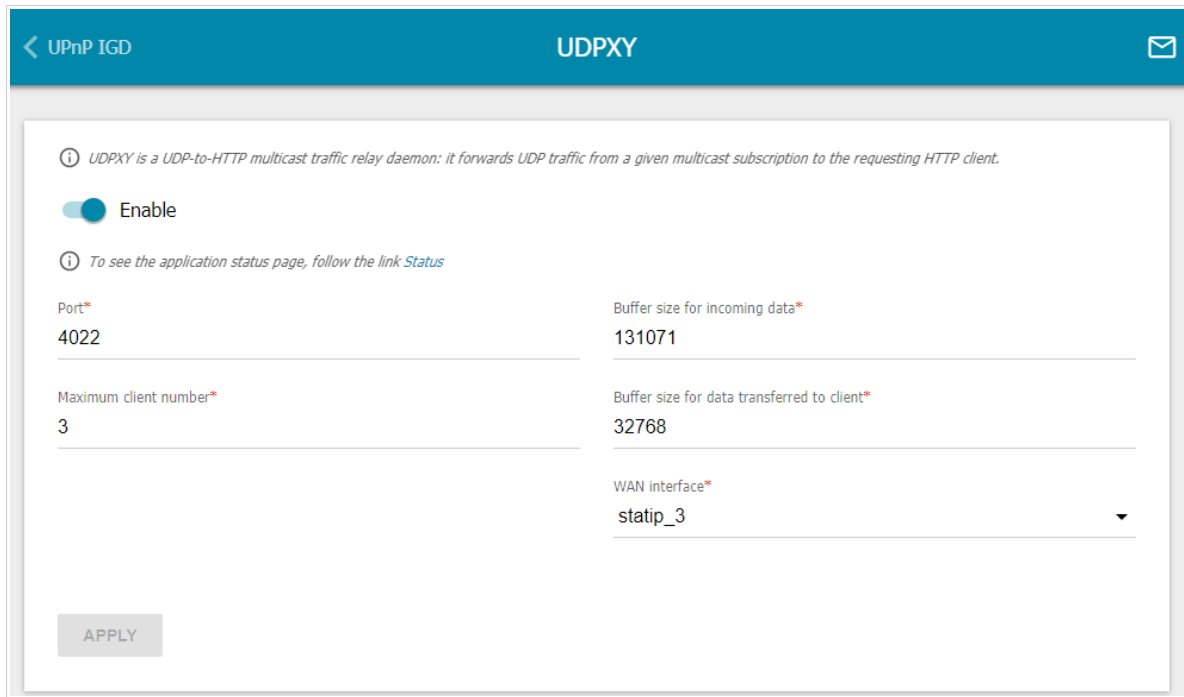 UPnP IGD
UDPXY
UDPXY is a UDP-to-HTTP multicast traffic relay daemon: it forwards UDP traffic from a given multicast subscription to the requesting HTTP client.
Enable
To see the application status page, follow the link Status
Port*
4022
Buffer size for incoming data*
131071
Maximum client number*
3
Buffer size for data transferred to client*
32768
WAN interface*
statip_3
APPLY